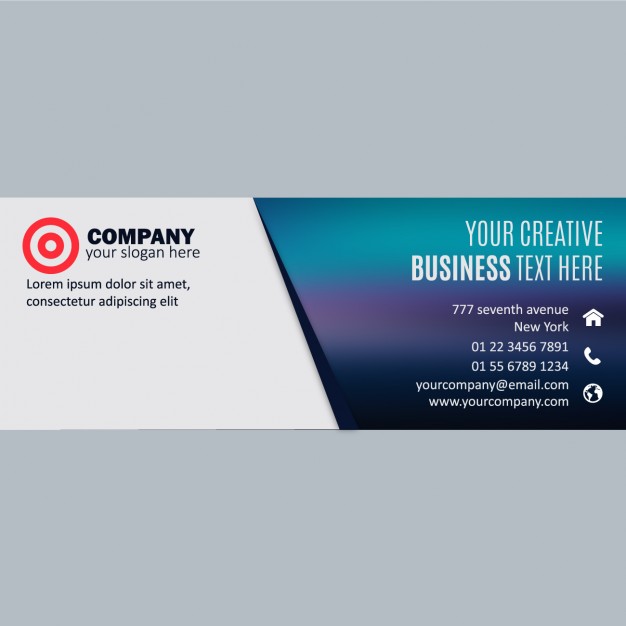 COMPANY
your slogan here
Lorem ipsum dolor sit amet,
consectetur adipiscing elit
YOUR CREATIVE
BUSINESS TEXT HERE
777 seventh avenue
New York
01 22 3456 7891
01 55 6789 1234
yourcompany@email.com
www.yourcompany.com